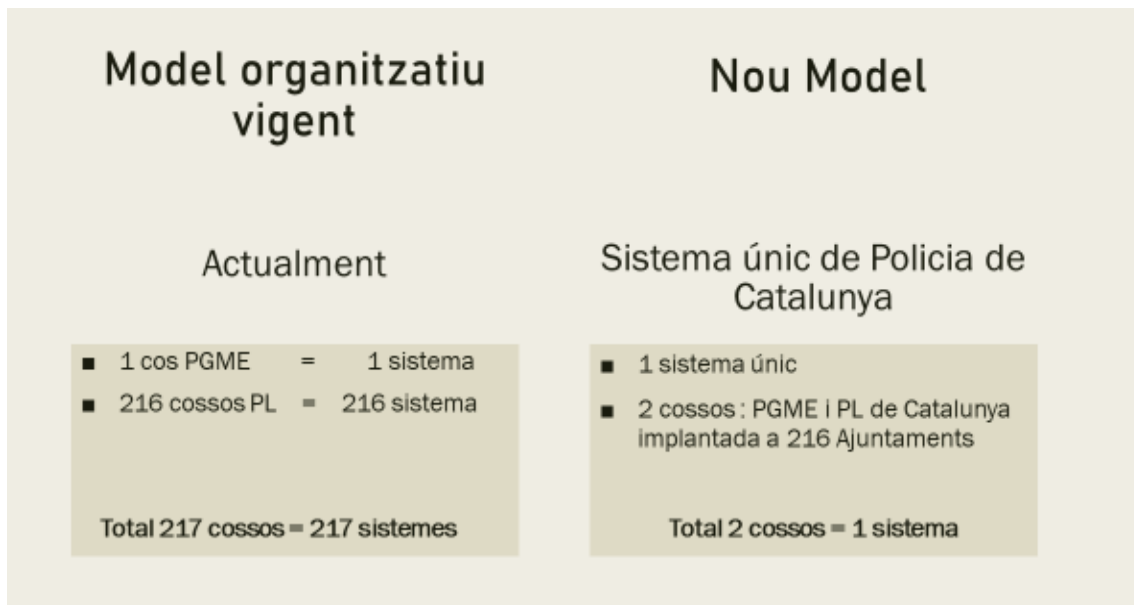 Model organitzatiu
vigent
Actualment
■ 1 cos PGME = 1 sistema
■ 216 cossos PL = 216 sistema
Total 217 cossos = 217 sistemes
Nou Model
Sistema únic de Policia de
Catalunya
■ 1 sistema únic
■ 2 cossos : PGME i PL de Catalunya
implantada a 216 Ajuntaments
Total 2 cossos = 1 sistema